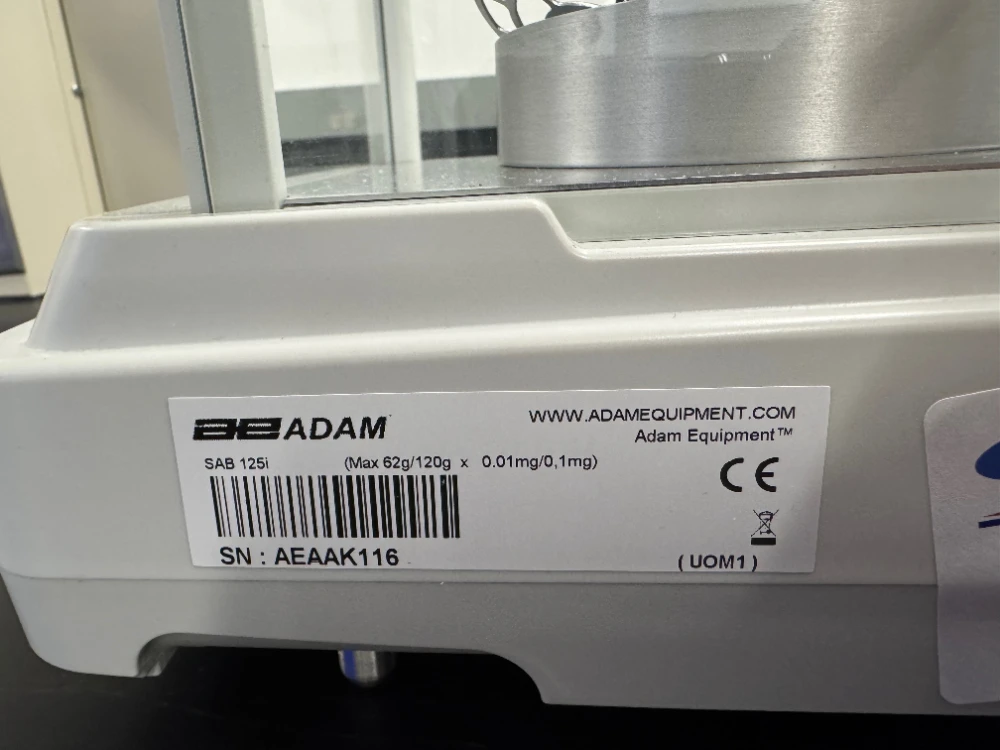 ae ADAM
WWW.ADAMEQUIPMENT.COM
Adam Equipment™
SAB 125i (Max 62g/120g x 0.01mg/0,1mg)
CE
SN : AEAAK116
( UOM1 )